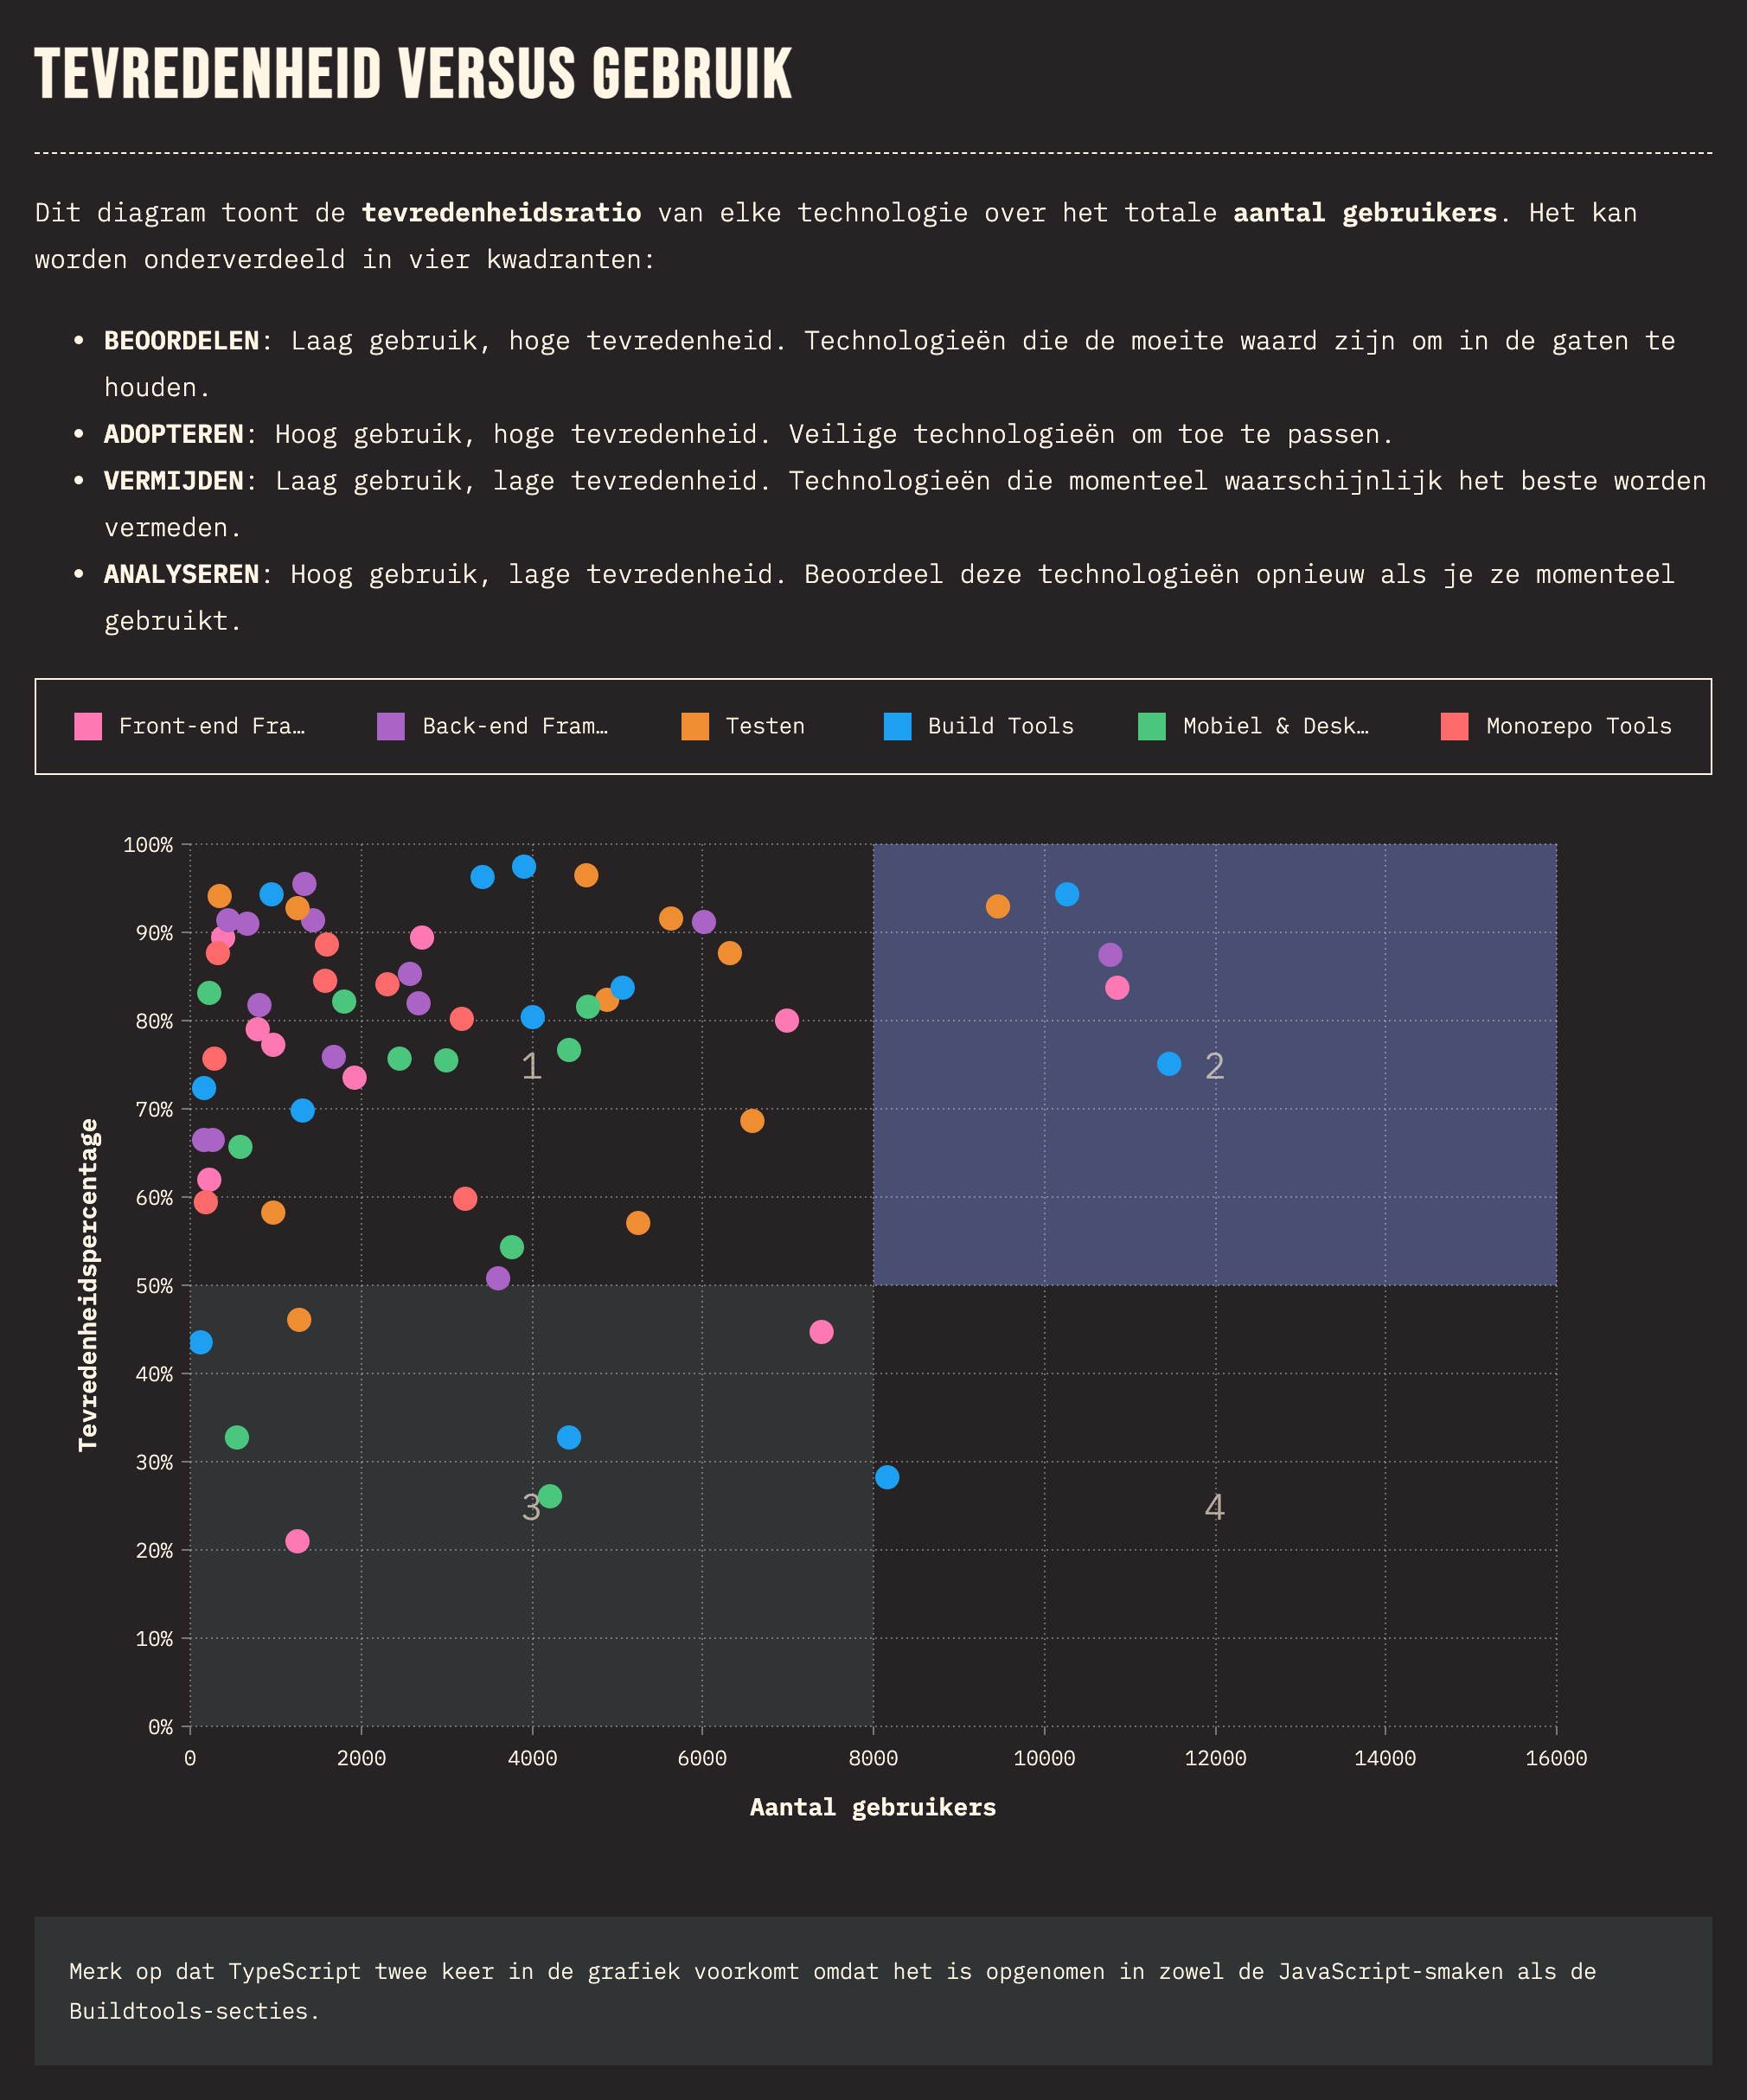 TEVREDENHEID VERSUS GEBRUIK
Dit diagram toont de tevredenheidsratio van elke technologie over het totale aantal gebruikers. Het kan
worden onderverdeeld in vier kwadranten:
• BEOORDELEN: Laag gebruik, hoge tevredenheid. Technologieën die de moeite waard zijn om in de gaten te
houden.
• ADOPTEREN: Hoog gebruik, hoge tevredenheid. Veilige technologieën om toe te passen.
• VERMIJDEN: Laag gebruik, lage tevredenheid. Technologieën die momenteel waarschijnlijk het beste worden
vermeden.
• ANALYSEREN: Hoog gebruik, lage tevredenheid. Beoordeel deze technologieën opnieuw als je ze momenteel
gebruikt.
Front-end Fra… Back-end Fram… Testen Build Tools Mobiel & Desk… Monorepo Tools
100%
90%
80%
1 2
70%
60%
50%
40%
30%
3 4
20%
10%
0%
Tevredenheidspercentage
0 2000 4000 6000 8000 10000 12000 14000 16000
Aantal gebruikers
Merk op dat TypeScript twee keer in de grafiek voorkomt omdat het is opgenomen in zowel de JavaScript-smaken als de
Buildtools-secties.